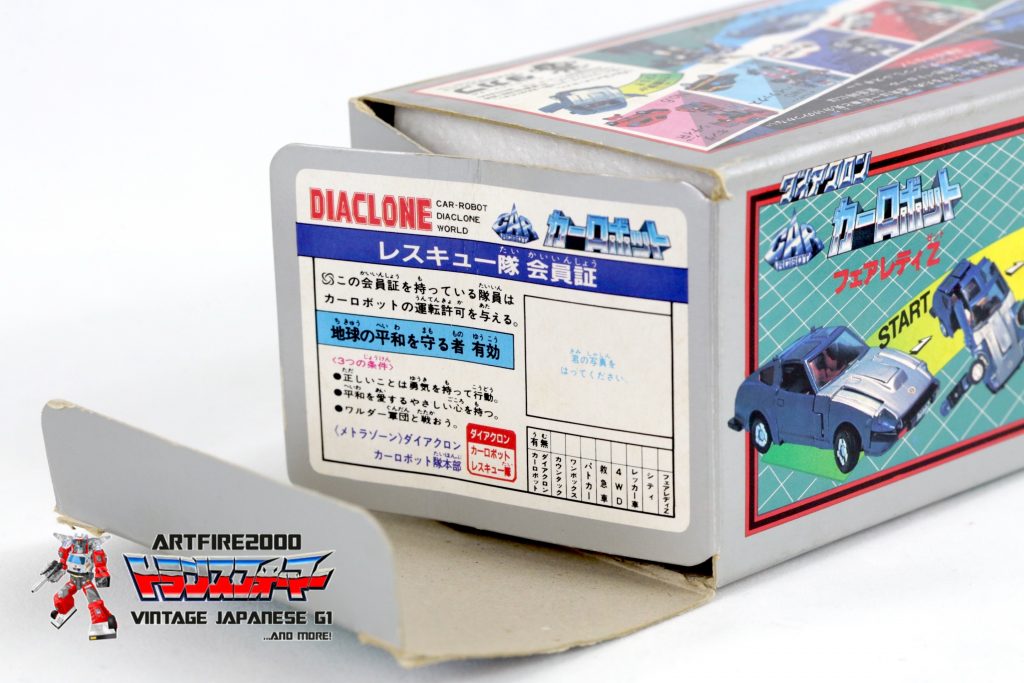 DIACLONE
CAR-ROBOT
DIACLONE
WORLD
CAR
ROBOT
カーロボット
レスキュー隊 会員証
この会員証を持っている隊員は
カーロボットの運転許可を与える。
地球の平和を守る者 有効
〈3つの条件〉
●正しいことは勇気を持って行動。
●平和を愛するやさしい心を持つ。
●ワルダー軍団と戦おう。
〈メトラゾーン〉ダイアクロン
カーロボット隊本部
ダイアクロン
カーロボット
レスキュー隊
君の写真を
はってください。
有無
ダイアクロン
カーロボット
カウンタック
ワンボックス
パトカー
救急車
4WD
レッカー車
シティ
フェアレディZ
ダイアクロン
CAR
ROBOT
カーロボット
フェアレディZ
START
ARTFIRE2000
トランスフォーマー
VINTAGE JAPANESE G1
...AND MORE!